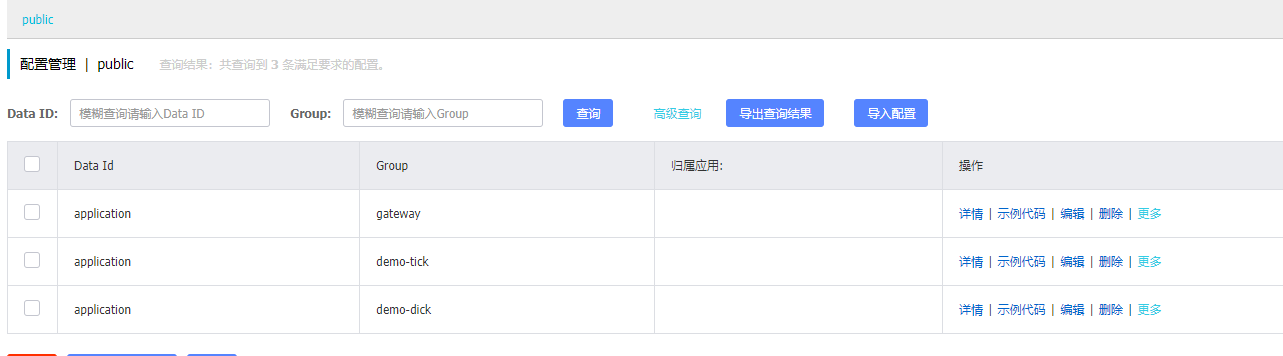 public
配置管理 | public 查询结果：共查询到 3 条满足要求的配置。
Data ID: 模糊查询请输入Data ID Group: 模糊查询请输入Group 查询 高级查询 导出查询结果 导入配置
Data Id Group 归属应用: 操作
application gateway 详情 | 示例代码 | 编辑 | 删除 | 更多
application demo-tick 详情 | 示例代码 | 编辑 | 删除 | 更多
application demo-dick 详情 | 示例代码 | 编辑 | 删除 | 更多